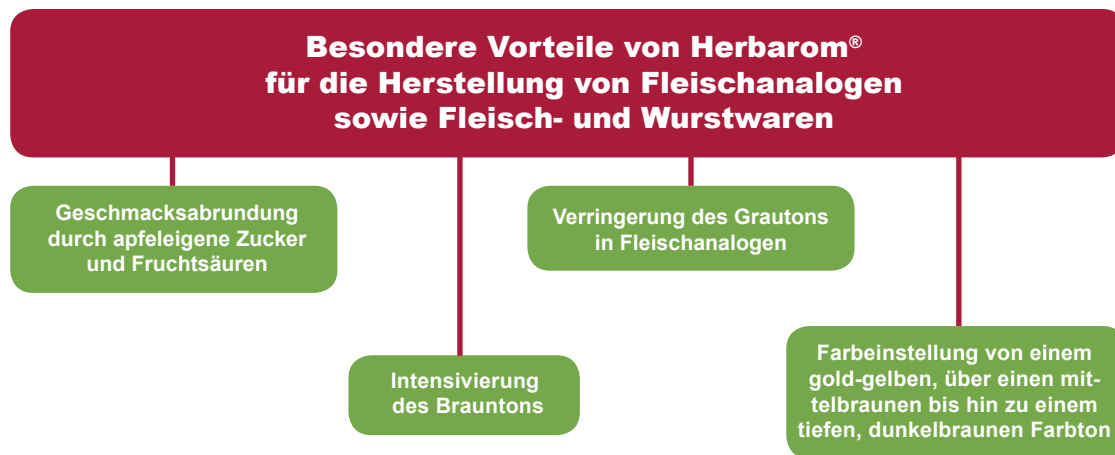 Besondere Vorteile von Herbarom®
für die Herstellung von Fleischanalogen
sowie Fleisch- und Wurstwaren
Geschmacksabrundung
durch apfeleigene Zucker
und Fruchtsäuren
Intensivierung
des Brauntons
Verringerung des Grautons
in Fleischanalogen
Farbeinstellung von einem
gold-gelben, über einen mit-
telbraunen bis hin zu einem
tiefen, dunkelbraunen Farbton